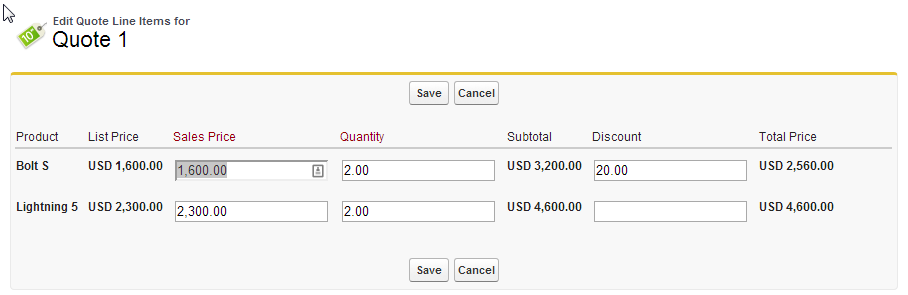 Edit Quote Line Items for
Quote 1
Save Cancel
Product List Price Sales Price Quantity Subtotal Discount Total Price
Bolt S USD 1,600.00 1,600.00 2.00 USD 3,200.00 20.00 USD 2,560.00
Lightning 5 USD 2,300.00 2,300.00 2.00 USD 4,600.00 USD 4,600.00
Save Cancel